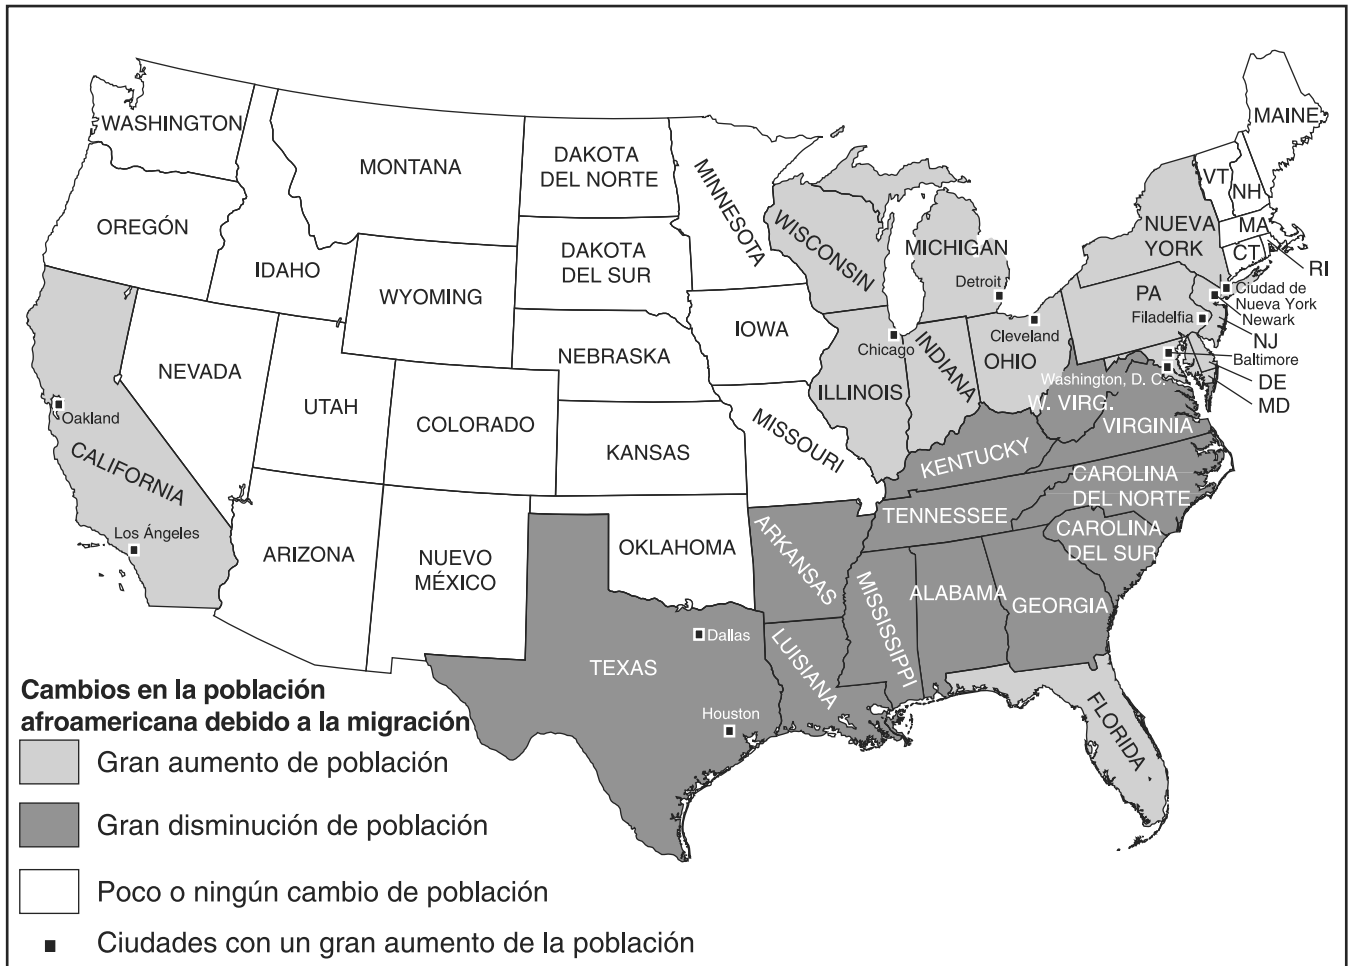 WASHINGTON
OREGÓN
IDAHO
MONTANA
WYOMING
DAKOTA
DEL NORTE
DAKOTA
DEL SUR
MINNESOTA
WISCONSIN
MICHIGAN
Detroit
NUEVA
YORK
VT
NH
MAINE
MA
CT
RI
Ciudad de
Nueva York
Newark
PA
Filadelfia
NJ
Baltimore
DE
MD
Cleveland
OHIO
INDIANA
Chicago
ILLINOIS
IOWA
NEBRASKA
NEVADA
UTAH
COLORADO
KANSAS
MISSOURI
Oakland
CALIFORNIA
Los Ángeles
ARIZONA
NUEVO
MÉXICO
OKLAHOMA
Washington, D. C.
W. VIRG.
VIRGINIA
KENTUCKY
CAROLINA
DEL NORTE
TENNESSEE
CAROLINA
DEL SUR
ARKANSAS
MISSISSIPPI
ALABAMA
GEORGIA
LUISIANA
TEXAS
Dallas
Houston
FLORIDA
Cambios en la población
afroamericana debido a la migración
Gran aumento de población
Gran disminución de población
Poco o ningún cambio de población
Ciudades con un gran aumento de la población